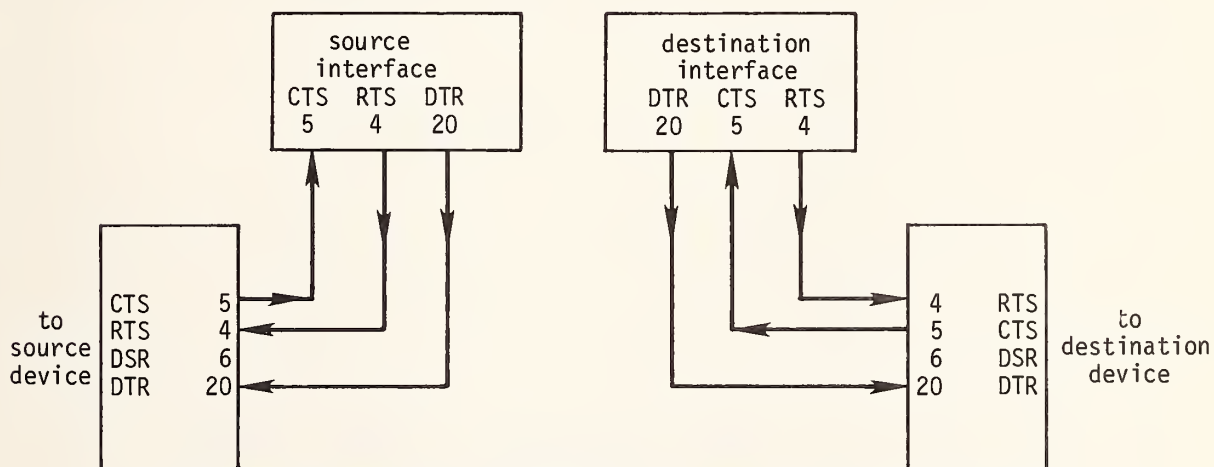 source
interface
CTS RTS DTR
5 4 20
destination
interface
DTR CTS RTS
20 5 4
to
source
device
CTS 5
RTS 4
DSR 6
DTR 20
4 RTS
5 CTS
6 DSR
20 DTR
to
destination
device